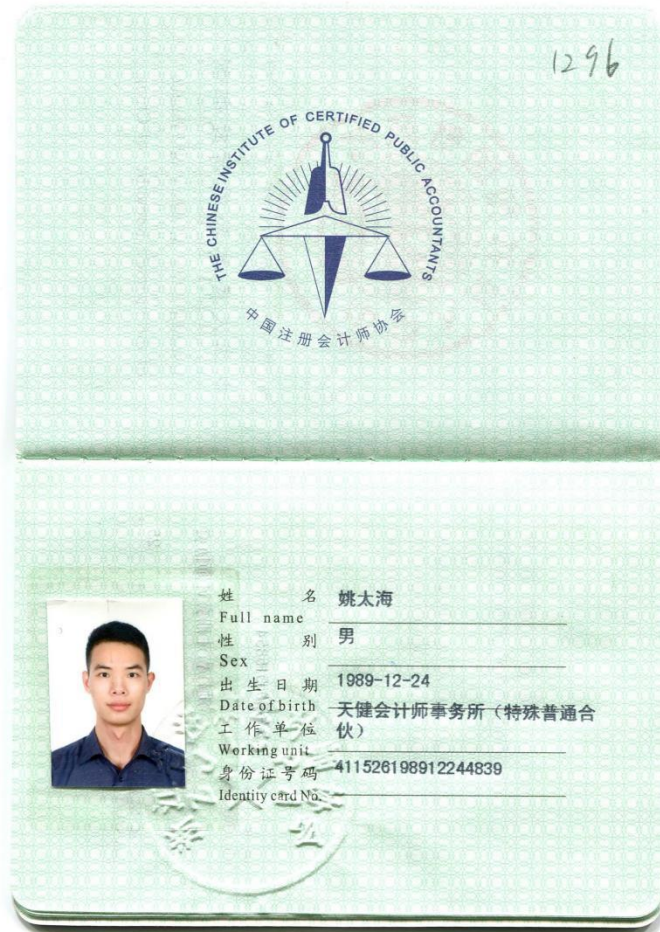 1296
THE CHINESE INSTITUTE OF CERTIFIED PUBLIC ACCOUNTANTS
中国注册会计师协会
姓 名 姚太海
Full name
性 别 男
Sex
出生日期 1989-12-24
Date of birth
工作单位 天健会计师事务所（特殊普通合
伙）
Working unit
身份证号码 411526198912244839
Identity card No.